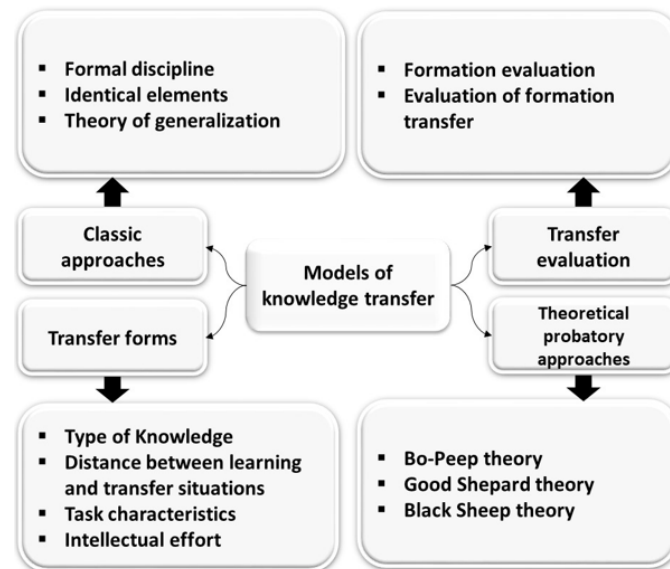 ▪ Formal discipline
▪ Identical elements
▪ Theory of generalization
▪ Formation evaluation
▪ Evaluation of formation
transfer
Classic
approaches
Models of
knowledge transfer
Transfer
evaluation
Transfer forms
Theoretical
probatory
approaches
▪ Type of Knowledge
▪ Distance between learning
and transfer situations
▪ Task characteristics
▪ Intellectual effort
▪ Bo-Peep theory
▪ Good Shepard theory
▪ Black Sheep theory